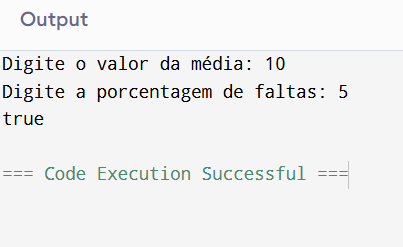 Output
Digite o valor da média: 10
Digite a porcentagem de faltas: 5
true
=== Code Execution Successful ===